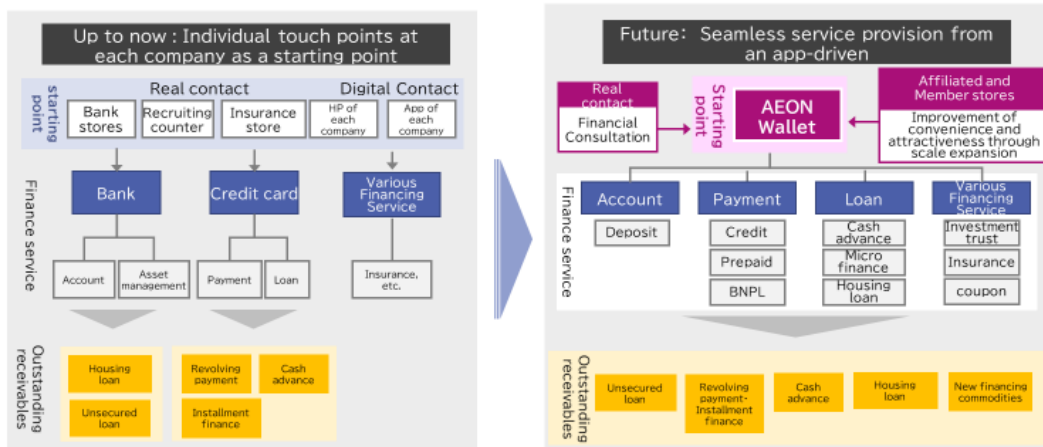 Up to now : Individual touch points at
each company as a starting point
starting
point
Real contact
Digital Contact
Bank
stores
Recruiting
counter
Insurance
store
HP of
each
company
App of
each
company
Finance service
Bank
Credit card
Various
Financing
Service
Account
Asset
management
Payment
Loan
Insurance,
etc.
Outstanding
receivables
Housing
loan
Revolving
payment
Cash
advance
Unsecured
loan
Installment
finance
Future: Seamless service provision from
an app-driven
Real
contact
Financial
Consultation
Starting
point
AEON
Wallet
Affiliated and
Member stores
Improvement of
convenience and
attractiveness through
scale expansion
Finance service
Account
Payment
Loan
Various
Financing
Service
Deposit
Credit
Cash
advance
Investment
trust
Prepaid
Micro
finance
Insurance
BNPL
Housing
loan
coupon
Outstanding
receivables
Unsecured
loan
Revolving
payment-
Installment
finance
Cash
advance
Housing
loan
New financing
commodities